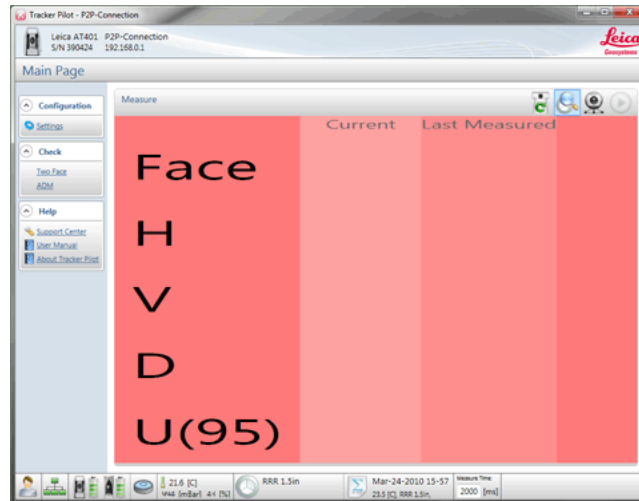 Tracker Pilot - P2P-Connection
Leica AT401 P2P-Connection
S/N 390424 192.168.0.1
Leica
Geosystems
Main Page
Configuration
Settings
Check
Two Face
ADM
Help
Support Center
User Manual
About Tracker Pilot
Measure
Current Last Measured
Face
H
V
D
U(95)
21.6 [C]
[mBar] 44 [%]
RRR 1.5in
Mar-24-2010 15-57
23.5 [C], RRR 1.5in,
Measure Time:
2000 [ms]